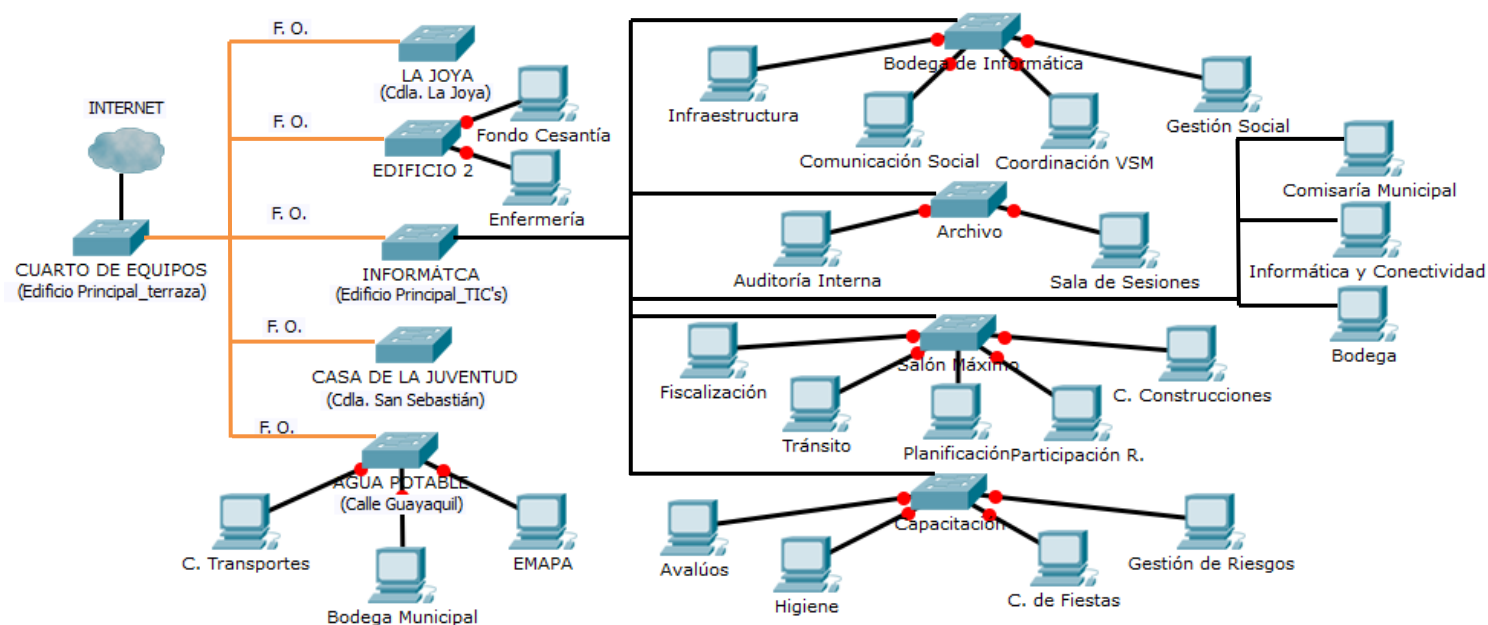 F. O.
LA JOYA
(Cdla. La Joya)
INTERNET
F. O.
Fondo Cesantía
EDIFICIO 2
Enfermería
F. O.
CUARTO DE EQUIPOS
(Edificio Principal_terraza)
INFORMÁTCA
(Edificio Principal_TIC's)
F. O.
CASA DE LA JUVENTUD
(Cdla. San Sebastián)
F. O.
AGUA POTABLE
(Calle Guayaquil)
C. Transportes
EMAPA
Bodega Municipal
Bodega de Informática
Infraestructura
Gestión Social
Comunicación Social
Coordinación VSM
Comisaría Municipal
Archivo
Auditoría Interna
Sala de Sesiones
Informática y Conectividad
Bodega
Salón Máximo
Fiscalización
C. Construcciones
Tránsito
Planificación
Participación R.
Capacitación
Avalúos
Gestión de Riesgos
Higiene
C. de Fiestas